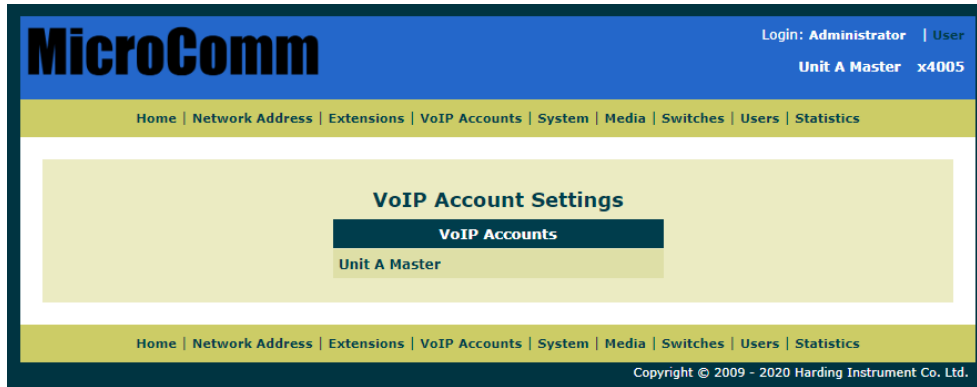 MicroComm
Login: Administrator | User
Unit A Master x4005
Home | Network Address | Extensions | VoIP Accounts | System | Media | Switches | Users | Statistics
VoIP Account Settings
VoIP Accounts
Unit A Master
Home | Network Address | Extensions | VoIP Accounts | System | Media | Switches | Users | Statistics
Copyright © 2009 - 2020 Harding Instrument Co. Ltd.